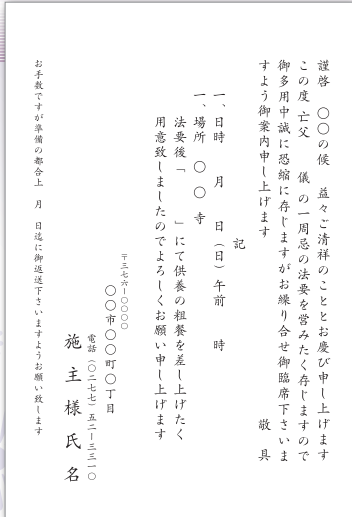 謹啓　○○の候　益々ご清祥のこととお慶び申し上げます
この度 亡父　　儀 の一周忌の法要を営みたく存じますので
御多用中誠に恐縮に存じますがお繰り合せ御臨席下さいま
すよう御案内申し上げます　　　敬　具
記
一、日時　　月　　日（日）午前　　時
一、場所　○　○　寺
法要後「　　　」にて供養の粗餐を差し上げたく
用意致しましたのでよろしくお願い申し上げます
〒三七六ー〇〇〇〇
○○市○○町○丁目
電話（〇二七七）五二ー三三一〇
施　主　様　氏　名
お手数ですが準備の都合上　月　日迄に御返送下さいますようお願い致します